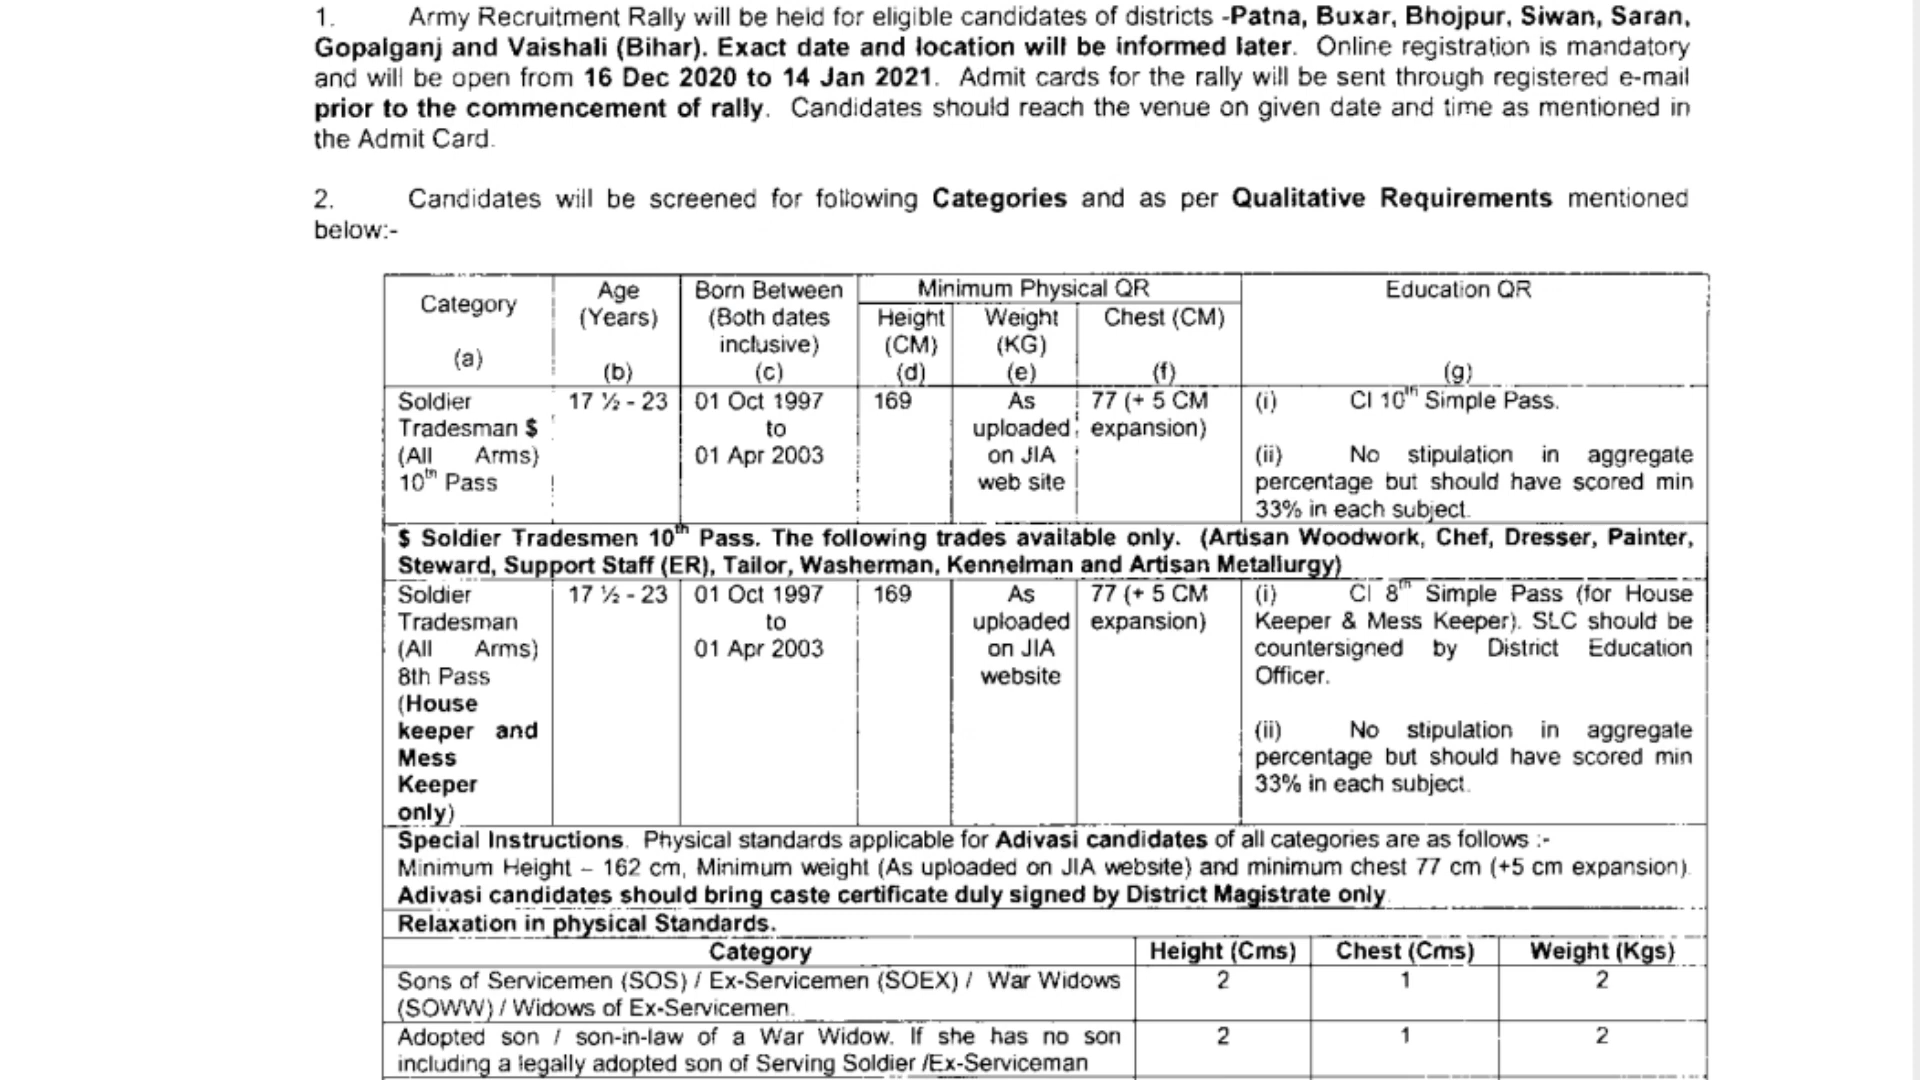 1. Army Recruitment Rally will be held for eligible candidates of districts -Patna, Buxar, Bhojpur, Siwan, Saran,
Gopalganj and Vaishali (Bihar). Exact date and location will be informed later. Online registration is mandatory
and will be open from 16 Dec 2020 to 14 Jan 2021. Admit cards for the rally will be sent through registered e-mail
prior to the commencement of rally. Candidates should reach the venue on given date and time as mentioned in
the Admit Card.
2. Candidates will be screened for following Categories and as per Qualitative Requirements mentioned
below:-
Category
(a)
Age
(Years)
(b)
Born Between
(Both dates
inclusive)
(c)
Minimum Physical QR
Height
(CM)
(d)
Weight
(KG)
(e)
Chest (CM)
(f)
Education QR
(g)
Soldier
Tradesman $
(All Arms)
10th Pass
17 ½ - 23
01 Oct 1997
to
01 Apr 2003
169
As
uploaded
on JIA
web site
77 (+ 5 CM
expansion)
(i) Cl 10th Simple Pass.
(ii) No stipulation in aggregate
percentage but should have scored min
33% in each subject.
$ Soldier Tradesmen 10th Pass. The following trades available only. (Artisan Woodwork, Chef, Dresser, Painter,
Steward, Support Staff (ER), Tailor, Washerman, Kennelman and Artisan Metallurgy)
Soldier
Tradesman
(All Arms)
8th Pass
(House
keeper and
Mess
Keeper
only)
17 ½ - 23
01 Oct 1997
to
01 Apr 2003
169
As
uploaded
on JIA
website
77 (+ 5 CM
expansion)
(i) Cl 8th Simple Pass (for House
Keeper & Mess Keeper). SLC should be
countersigned by District Education
Officer.
(ii) No stipulation in aggregate
percentage but should have scored min
33% in each subject.
Special Instructions. Physical standards applicable for Adivasi candidates of all categories are as follows :-
Minimum Height – 162 cm, Minimum weight (As uploaded on JIA website) and minimum chest 77 cm (+5 cm expansion).
Adivasi candidates should bring caste certificate duly signed by District Magistrate only.
Relaxation in physical Standards.
Category Height (Cms) Chest (Cms) Weight (Kgs)
Sons of Servicemen (SOS) / Ex-Servicemen (SOEX) / War Widows 2 1 2
(SOWW) / Widows of Ex-Servicemen.
Adopted son / son-in-law of a War Widow. If she has no son 2 1 2
including a legally adopted son of Serving Soldier /Ex-Serviceman